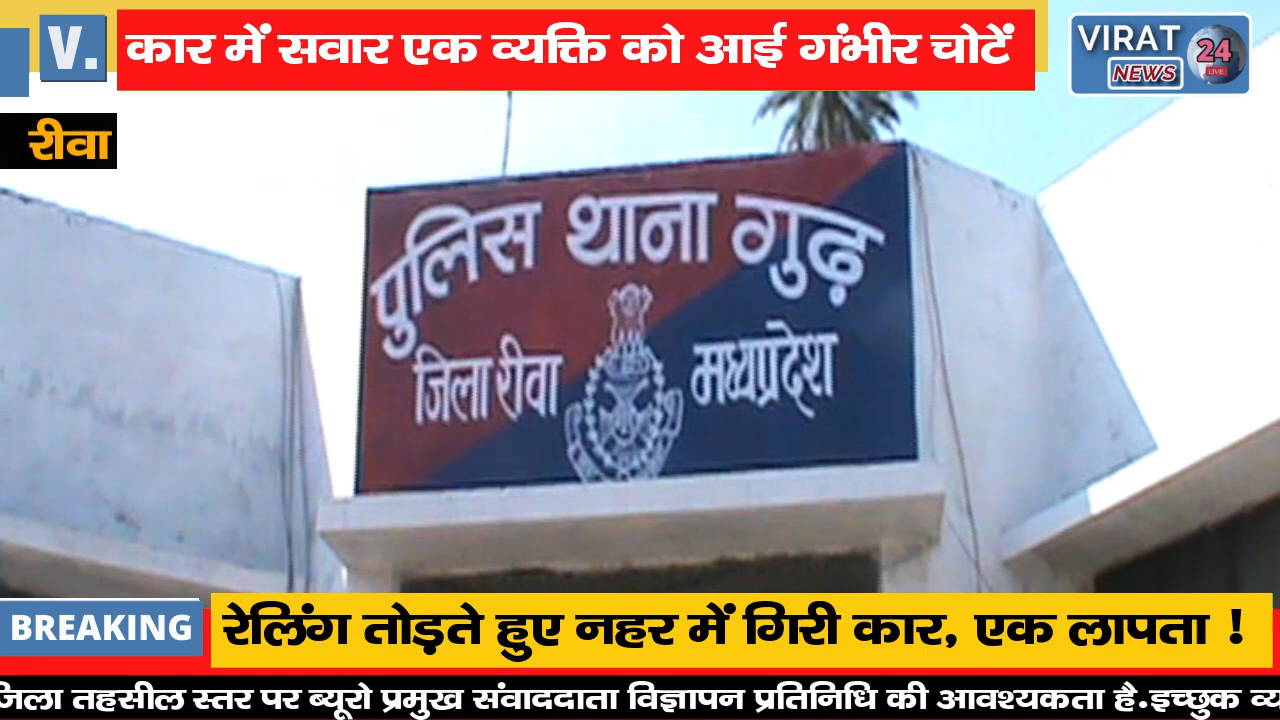 V.
कार में सवार एक व्यक्ति को आई गंभीर चोटें
VIRAT
24
NEWS
LIVE
रीवा
पुलिस थाना गुढ़
जिला रीवा
मध्यप्रदेश
BREAKING
रेलिंग तोड़ते हुए नहर में गिरी कार, एक लापता !
जिला तहसील स्तर पर ब्यूरो प्रमुख संवाददाता विज्ञापन प्रतिनिधि की आवश्यकता है.इच्छुक